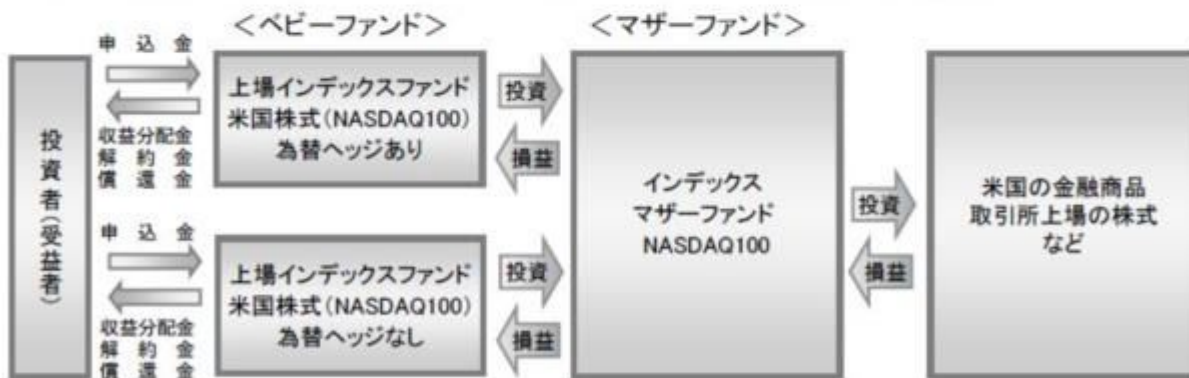 ＜ベビーファンド＞
＜マザーファンド＞
投資者(受益者)
申込金
収益分配金
解約金
償還金
上場インデックスファンド
米国株式(NASDAQ100)
為替ヘッジあり
投資
損益
申込金
収益分配金
解約金
償還金
上場インデックスファンド
米国株式(NASDAQ100)
為替ヘッジなし
投資
損益
インデックス
マザーファンド
NASDAQ100
投資
損益
米国の金融商品
取引所上場の株式
など